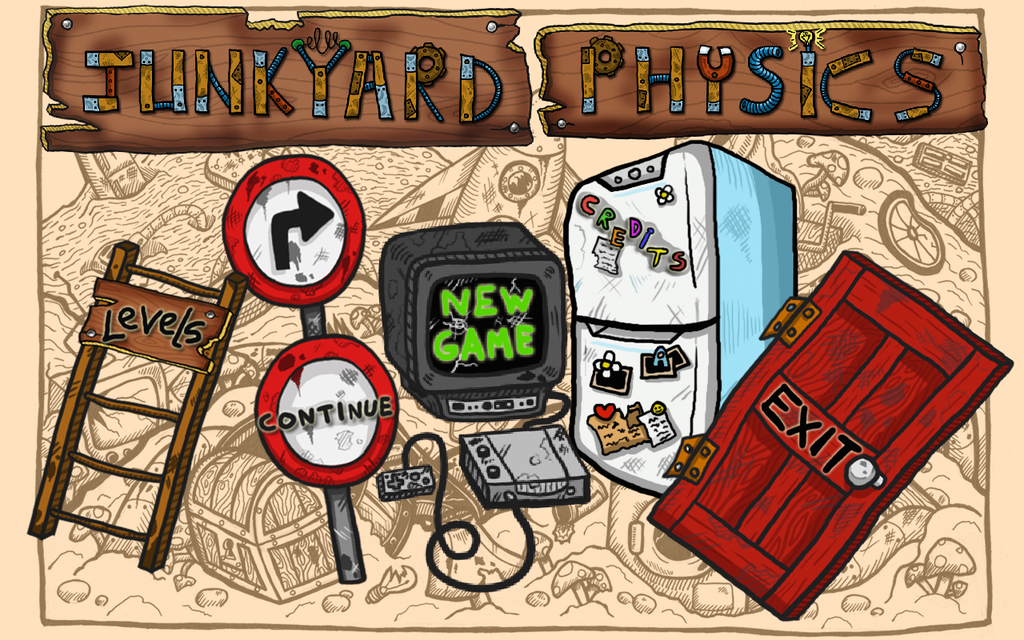 JUNKYARD PHYSICS
Levels
CONTINUE
NEW
GAME
CREDITS
A
EXIT